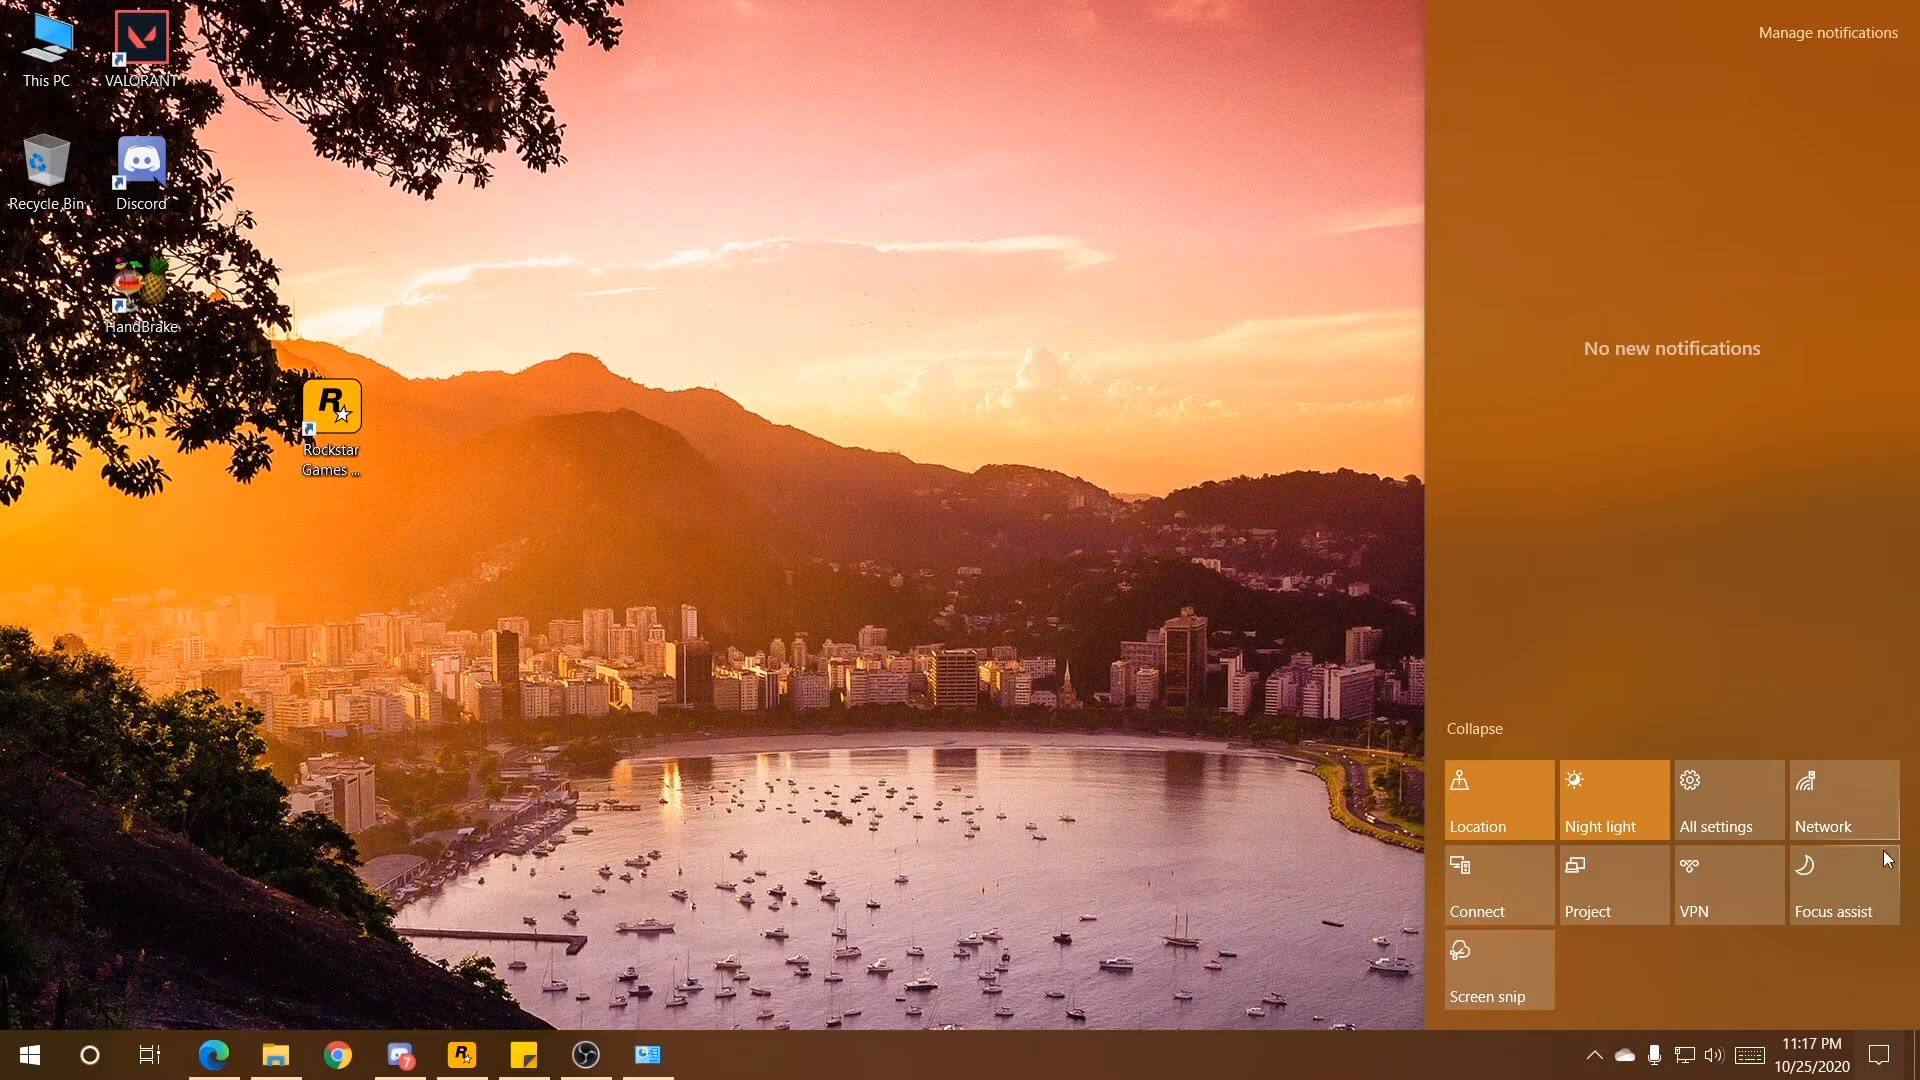 This PC
VALORANT
Recycle Bin
Discord
HandBrake
R
Rockstar
Games ...
Manage notifications
No new notifications
Collapse
Location
Night light
All settings
Network
Connect
Project
VPN
Focus assist
Screen snip
7
R
11:17 PM
10/25/2020